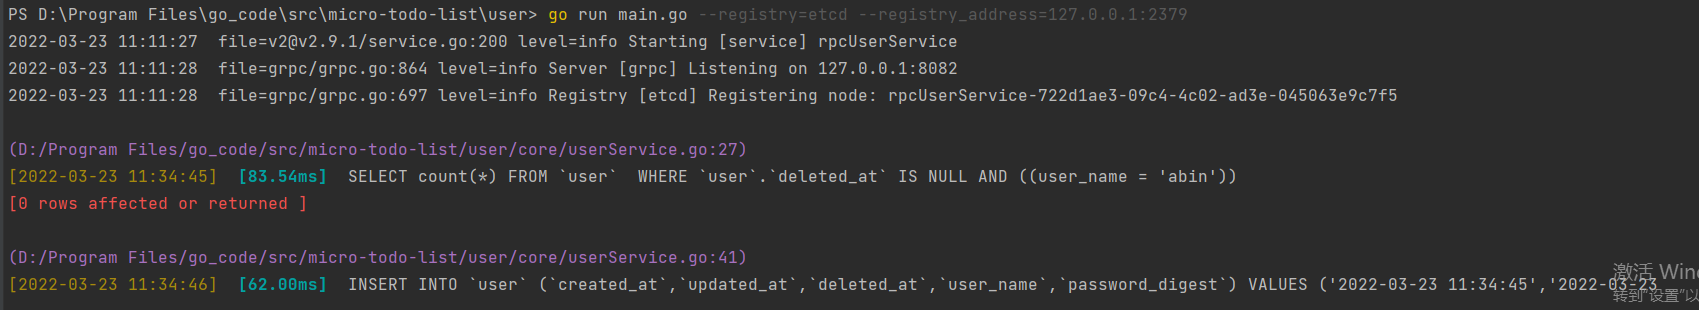 PS D:\Program Files\go_code\src\micro-todo-list\user> go run main.go --registry=etcd --registry_address=127.0.0.1:2379
2022-03-23 11:11:27  file=v2@v2.9.1/service.go:200 level=info Starting [service] rpcUserService
2022-03-23 11:11:28  file=grpc/grpc.go:864 level=info Server [grpc] Listening on 127.0.0.1:8082
2022-03-23 11:11:28  file=grpc/grpc.go:697 level=info Registry [etcd] Registering node: rpcUserService-722d1ae3-09c4-4c02-ad3e-045063e9c7f5
(D:/Program Files/go_code/src/micro-todo-list/user/core/userService.go:27)
[2022-03-23 11:34:45]  [83.54ms]  SELECT count(*) FROM `user`  WHERE `user`.`deleted_at` IS NULL AND ((user_name = 'abin'))
[0 rows affected or returned ]
(D:/Program Files/go_code/src/micro-todo-list/user/core/userService.go:41)
[2022-03-23 11:34:46]  [62.00ms]  INSERT INTO `user` (`created_at`,`updated_at`,`deleted_at`,`user_name`,`password_digest`) VALUES ('2022-03-23 11:34:45','2022-03-23
激活 Wind
转到"设置"以